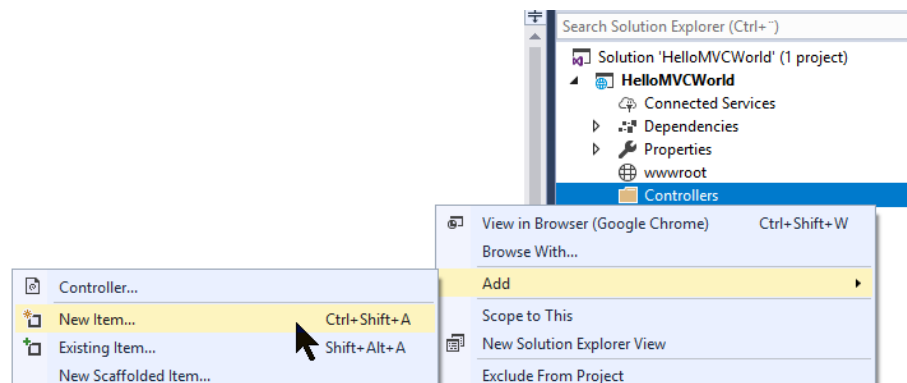 Search Solution Explorer (Ctrl+¨)
Solution 'HelloMVCWorld' (1 project)
HelloMVCWorld
Connected Services
Dependencies
Properties
wwwroot
Controllers
View in Browser (Google Chrome) Ctrl+Shift+W
Browse With...
Add
Scope to This
New Solution Explorer View
Exclude From Project
Controller...
New Item... Ctrl+Shift+A
Existing Item... Shift+Alt+A
New Scaffolded Item...